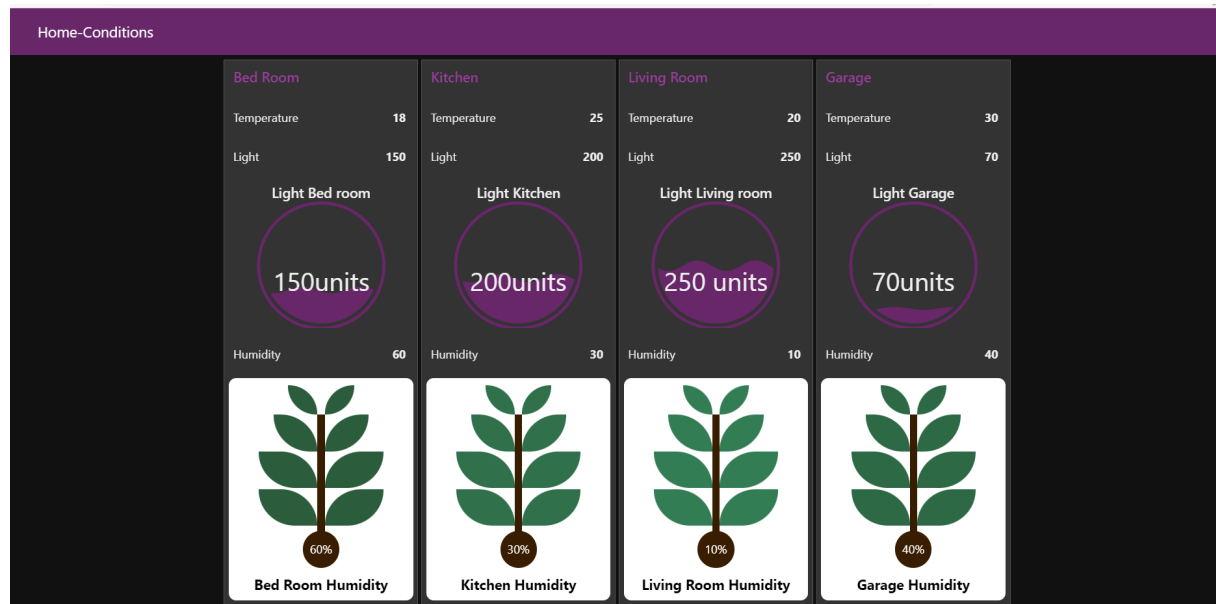 Home-Conditions
Bed Room
Temperature 18
Light 150
Light Bed room
150units
Humidity 60
60%
Bed Room Humidity
Kitchen
Temperature 25
Light 200
Light Kitchen
200units
Humidity 30
30%
Kitchen Humidity
Living Room
Temperature 20
Light 250
Light Living room
250 units
Humidity 10
10%
Living Room Humidity
Garage
Temperature 30
Light 70
Light Garage
70units
Humidity 40
40%
Garage Humidity